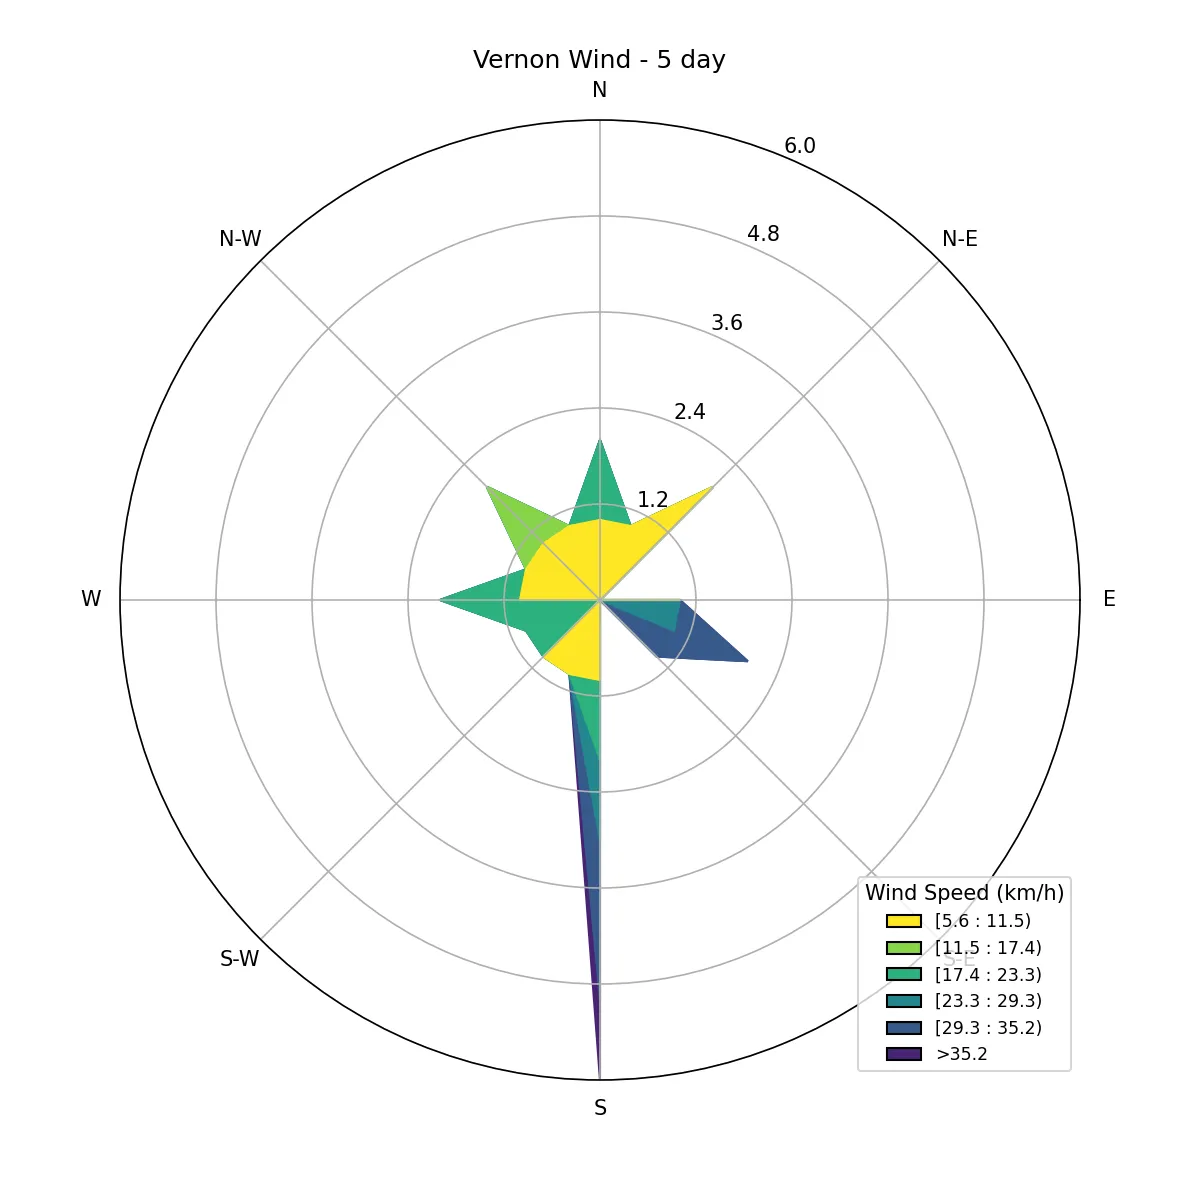 Vernon Wind - 5 day
N
6.0
N-W
4.8
N-E
3.6
2.4
1.2
W
E
Wind Speed (km/h)
[5.6 : 11.5)
[11.5 : 17.4)
S-W
S-E
[17.4 : 23.3)
[23.3 : 29.3)
[29.3 : 35.2)
>35.2
S